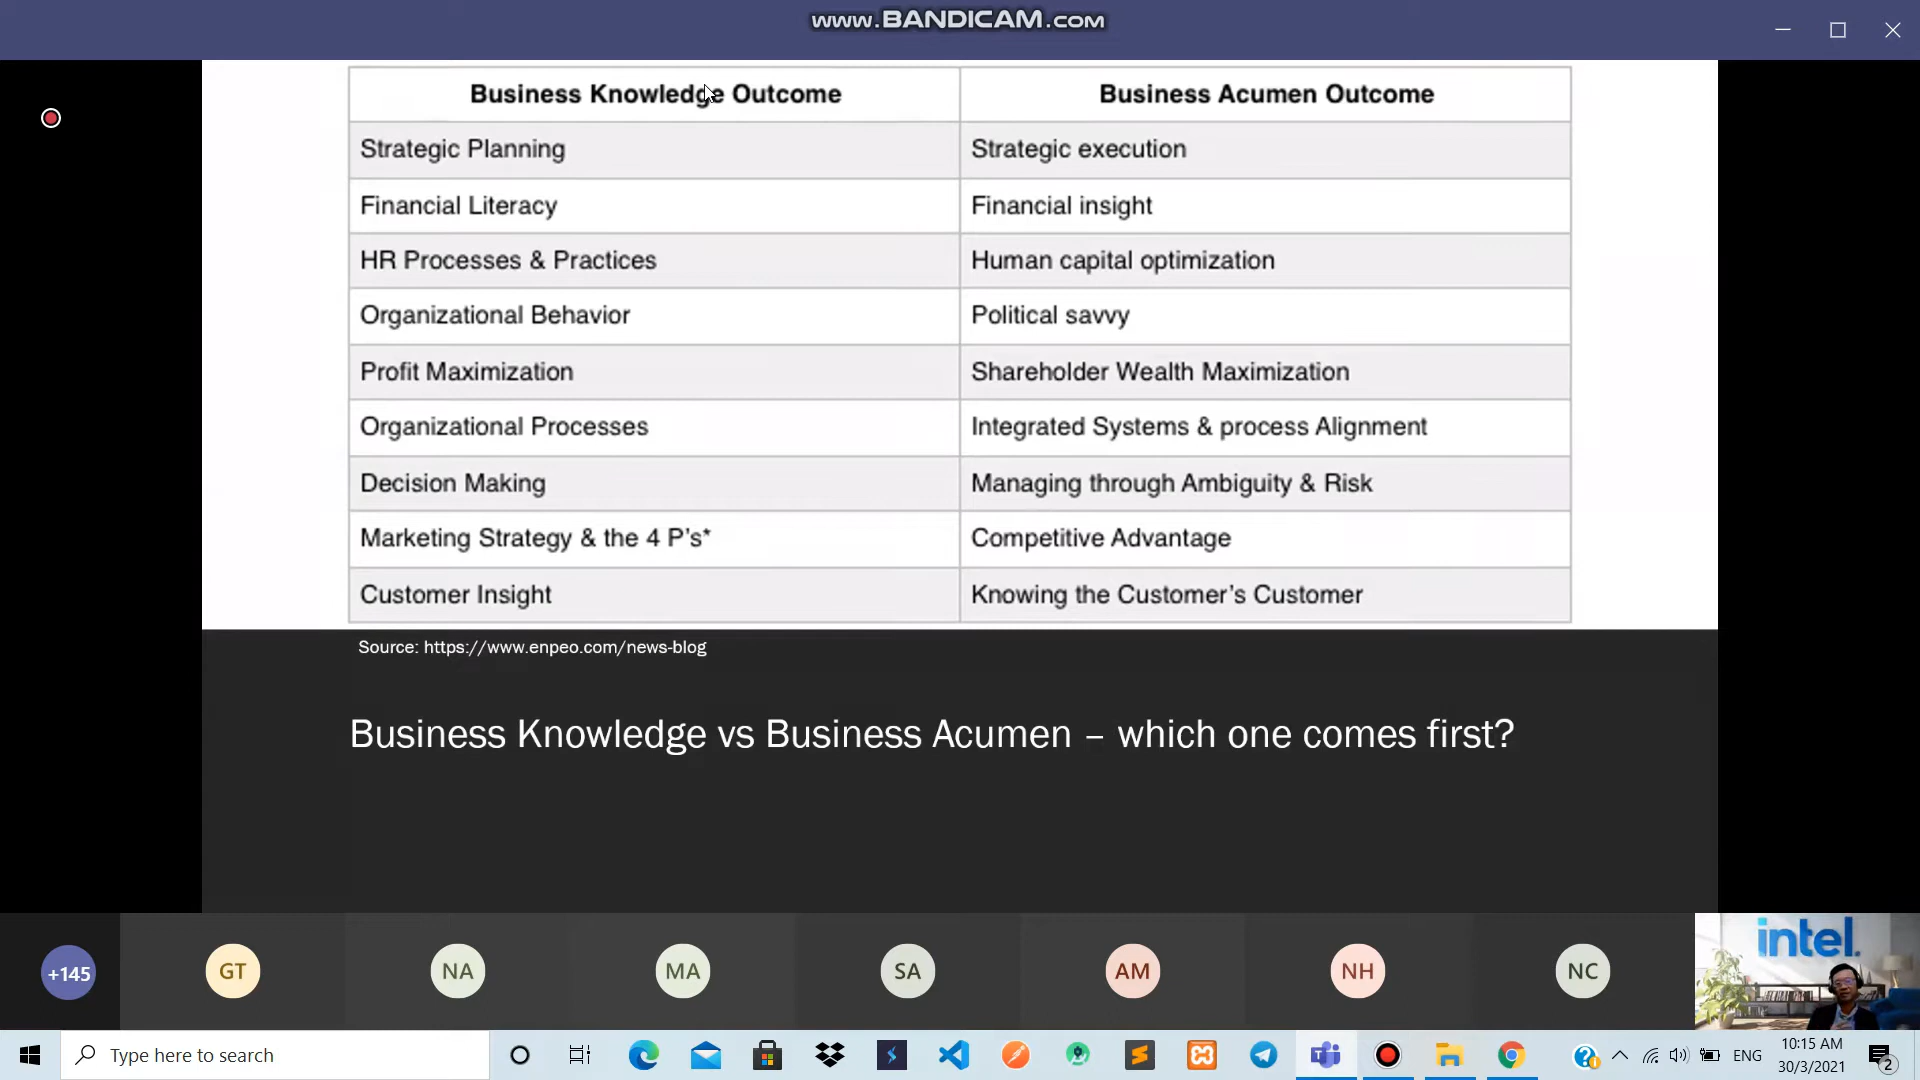 www.BANDICAM.com
Business Knowledge Outcome Business Acumen Outcome
Strategic Planning Strategic execution
Financial Literacy Financial insight
HR Processes & Practices Human capital optimization
Organizational Behavior Political savvy
Profit Maximization Shareholder Wealth Maximization
Organizational Processes Integrated Systems & process Alignment
Decision Making Managing through Ambiguity & Risk
Marketing Strategy & the 4 P's* Competitive Advantage
Customer Insight Knowing the Customer's Customer
Source: https://www.enpeo.com/news-blog
Business Knowledge vs Business Acumen – which one comes first?
+145 GT NA MA SA AM NH NC intel.
Type here to search ENG 10:15 AM
30/3/2021 2